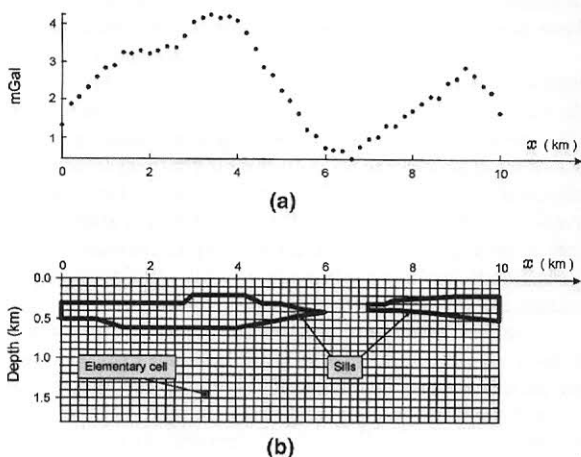 4
3
mGal
2
1
x (km)
0 2 4 6 8 10
(a)
0 2 4 6 8 10
x (km)
0.0
0.5
Depth (km)
1.0
1.5
Elementary cell
Sills
(b)